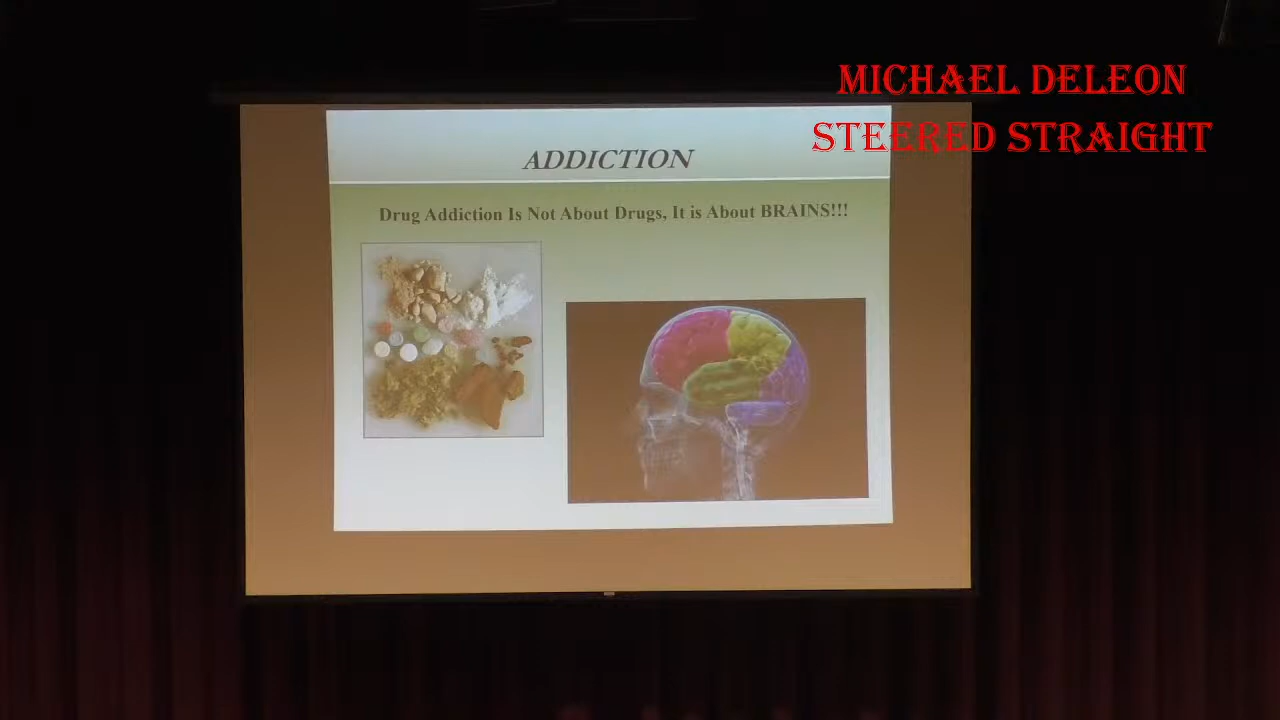 MICHAEL DELEON
STEERED STRAIGHT
ADDICTION
Drug Addiction Is Not About Drugs, It is About BRAINS!!!